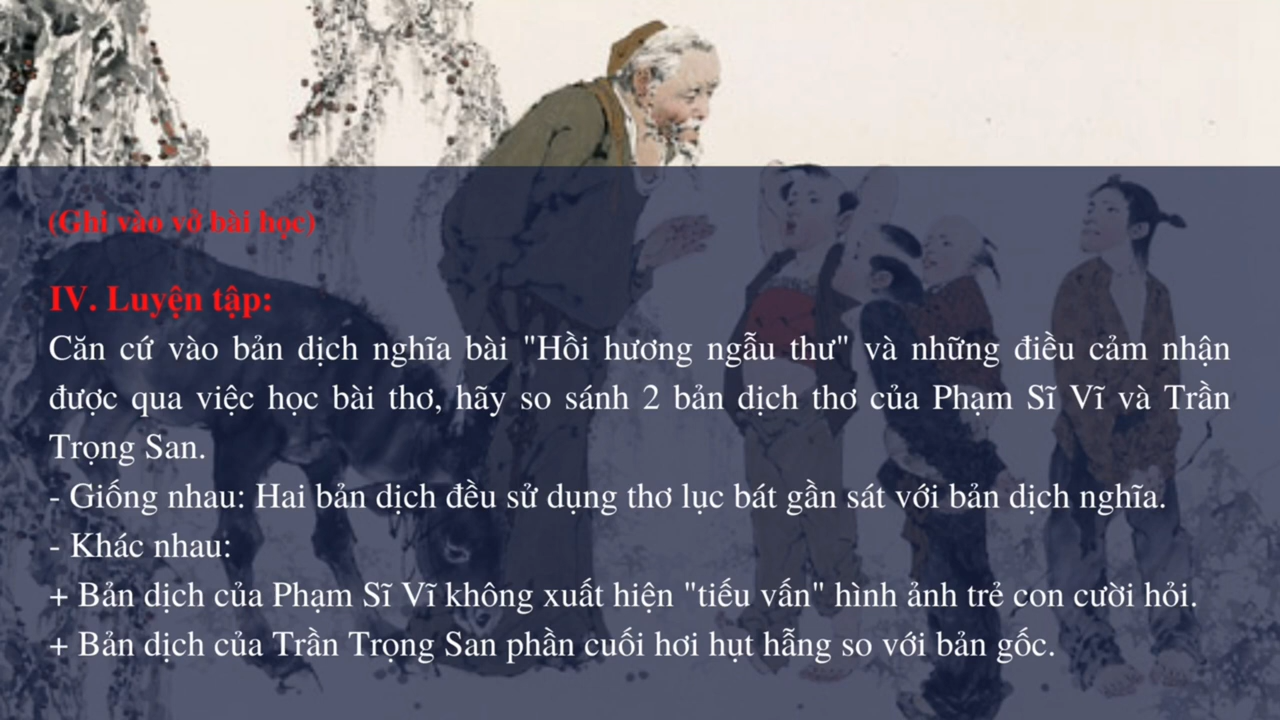 (Ghi vào vở bài học)
IV. Luyện tập:
Căn cứ vào bản dịch nghĩa bài "Hồi hương ngẫu thư" và những điều cảm nhận
được qua việc học bài thơ, hãy so sánh 2 bản dịch thơ của Phạm Sĩ Vĩ và Trần
Trọng San.
- Giống nhau: Hai bản dịch đều sử dụng thơ lục bát gần sát với bản dịch nghĩa.
- Khác nhau:
+ Bản dịch của Phạm Sĩ Vĩ không xuất hiện "tiếu vấn" hình ảnh trẻ con cười hỏi.
+ Bản dịch của Trần Trọng San phần cuối hơi hụt hẫng so với bản gốc.